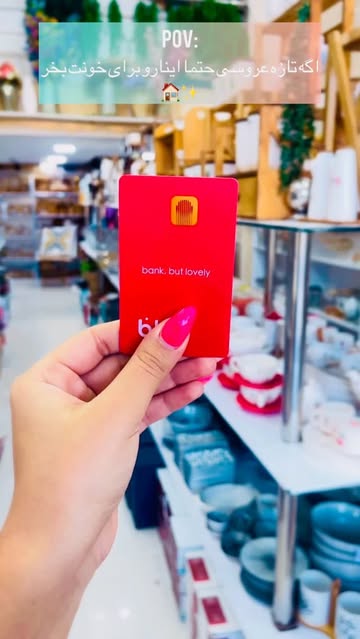 POV:
اگه تازه عروسی حتما اینارو برای خونت بخر
🏠✨
bank. but lovely